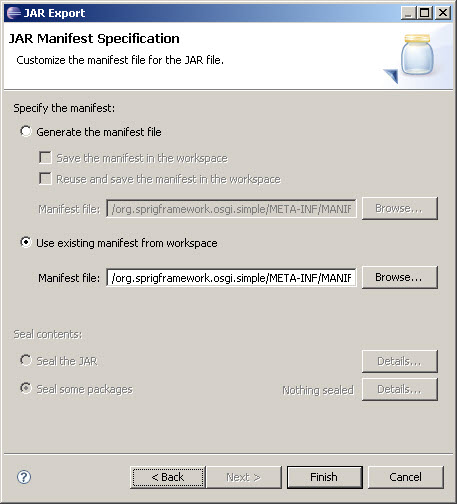 JAR Export
JAR Manifest Specification
Customize the manifest file for the JAR file.
Specify the manifest:
Generate the manifest file
Save the manifest in the workspace
Reuse and save the manifest in the workspace
Manifest file: /org.sprigframework.osgi.simple/META-INF/MANIF Browse...
Use existing manifest from workspace
Manifest file: /org.sprigframework.osgi.simple/META-INF/MANIF Browse...
Seal contents:
Seal the JAR Details...
Seal some packages Nothing sealed Details...
? < Back Next > Finish Cancel